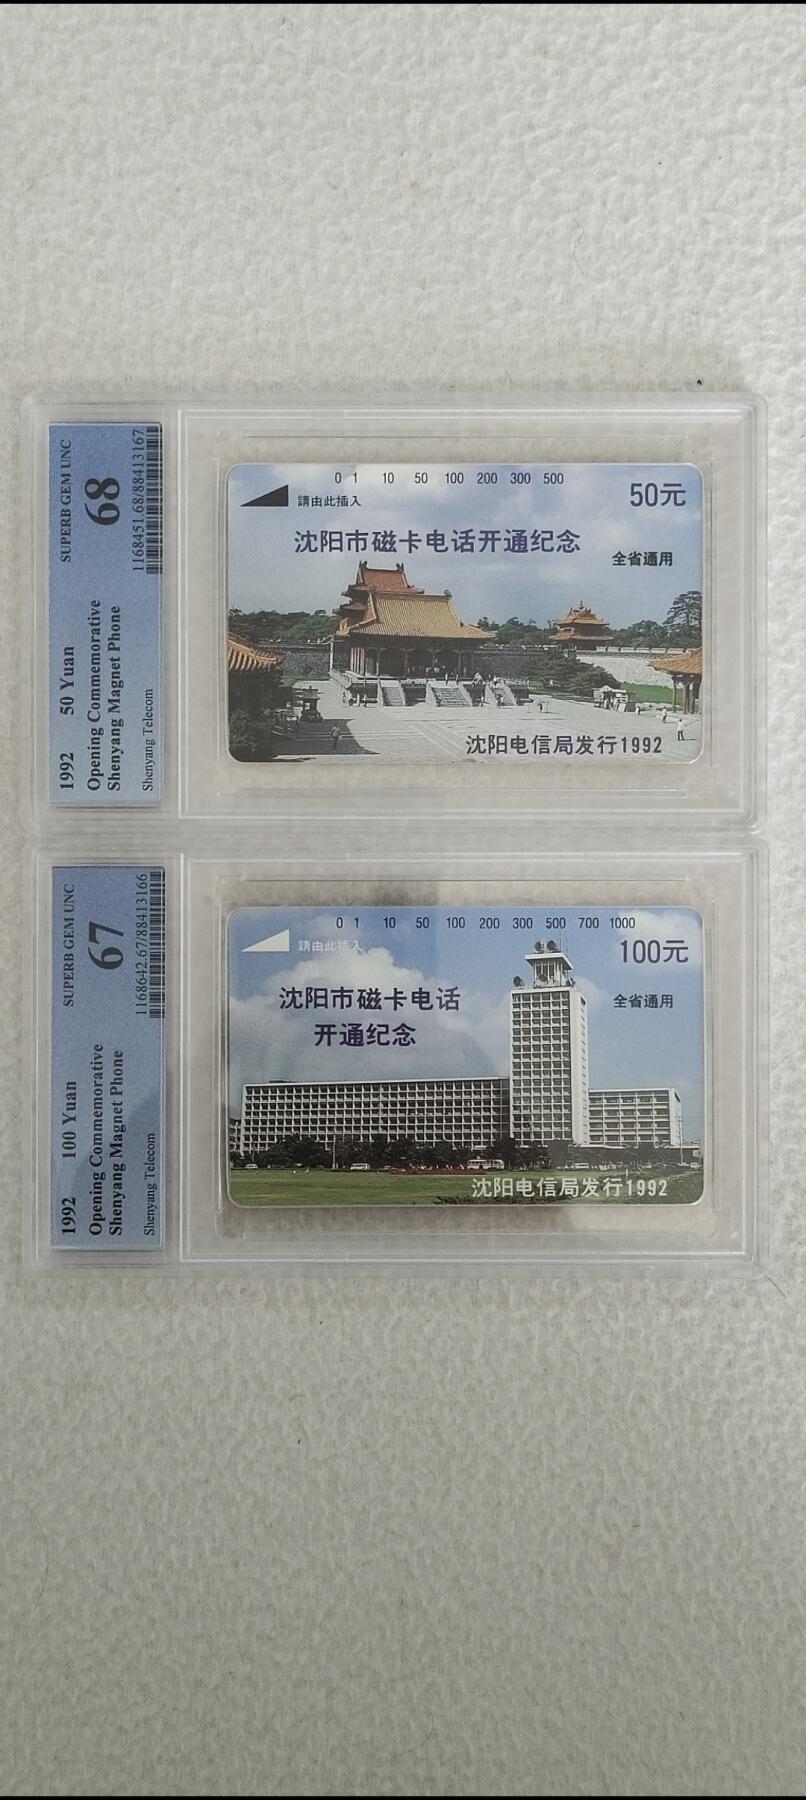 1992 50 Yuan
Opening Commemorative
Shenyang Magnet Phone
Shenyang Telecom
SUPERB GEM UNC
68
1168451.68/88413167
0 1 10 50 100 200 300 500
請由此插入
50元
沈阳市磁卡电话开通纪念
全省通用
沈阳电信局发行1992
1992 100 Yuan
Opening Commemorative
Shenyang Magnet Phone
Shenyang Telecom
SUPERB GEM UNC
67
1168642.67/88413166
0 1 10 50 100 200 300 500 700 1000
請由此插入
100元
沈阳市磁卡电话
开通纪念
全省通用
沈阳电信局发行1992